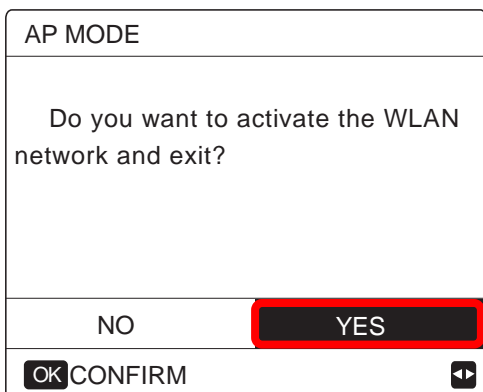 AP MODE
Do you want to activate the WLAN
network and exit?
NO YES
OK CONFIRM